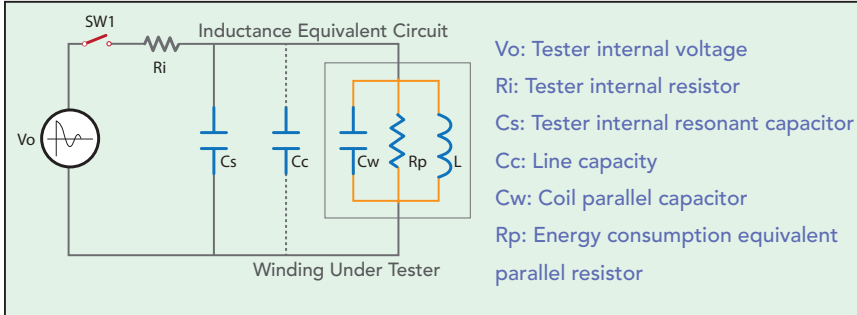 SW1
Inductance Equivalent Circuit
Ri
Vo
Cs
Cc
Cw
Rp
L
Winding Under Tester
Vo: Tester internal voltage
Ri: Tester internal resistor
Cs: Tester internal resonant capacitor
Cc: Line capacity
Cw: Coil parallel capacitor
Rp: Energy consumption equivalent
parallel resistor